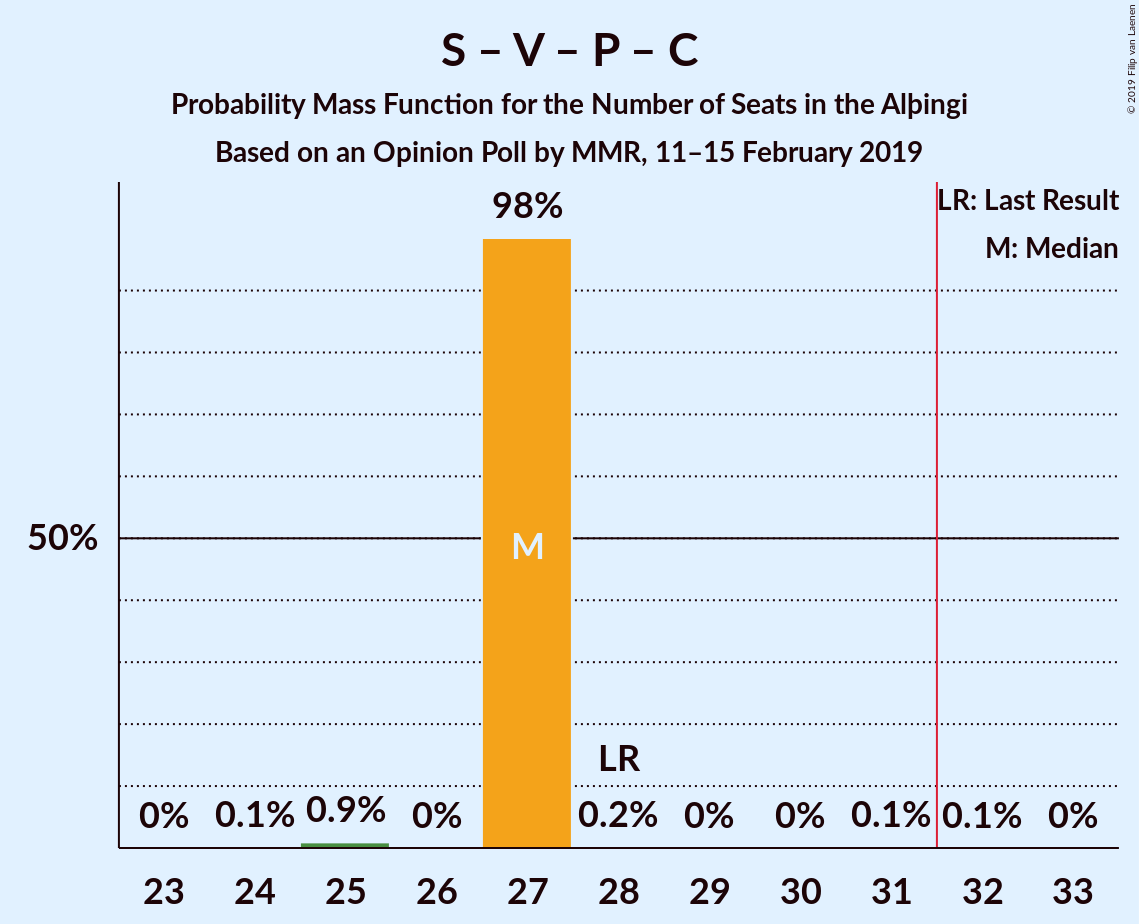 S – V – P – C
Probability Mass Function for the Number of Seats in the Alþingi
Based on an Opinion Poll by MMR, 11–15 February 2019
© 2019 Filip van Laenen
LR: Last Result
M: Median
98%
50%
M
LR
0% 0.1% 0.9% 0% 0.2% 0% 0% 0.1% 0.1% 0%
23 24 25 26 27 28 29 30 31 32 33